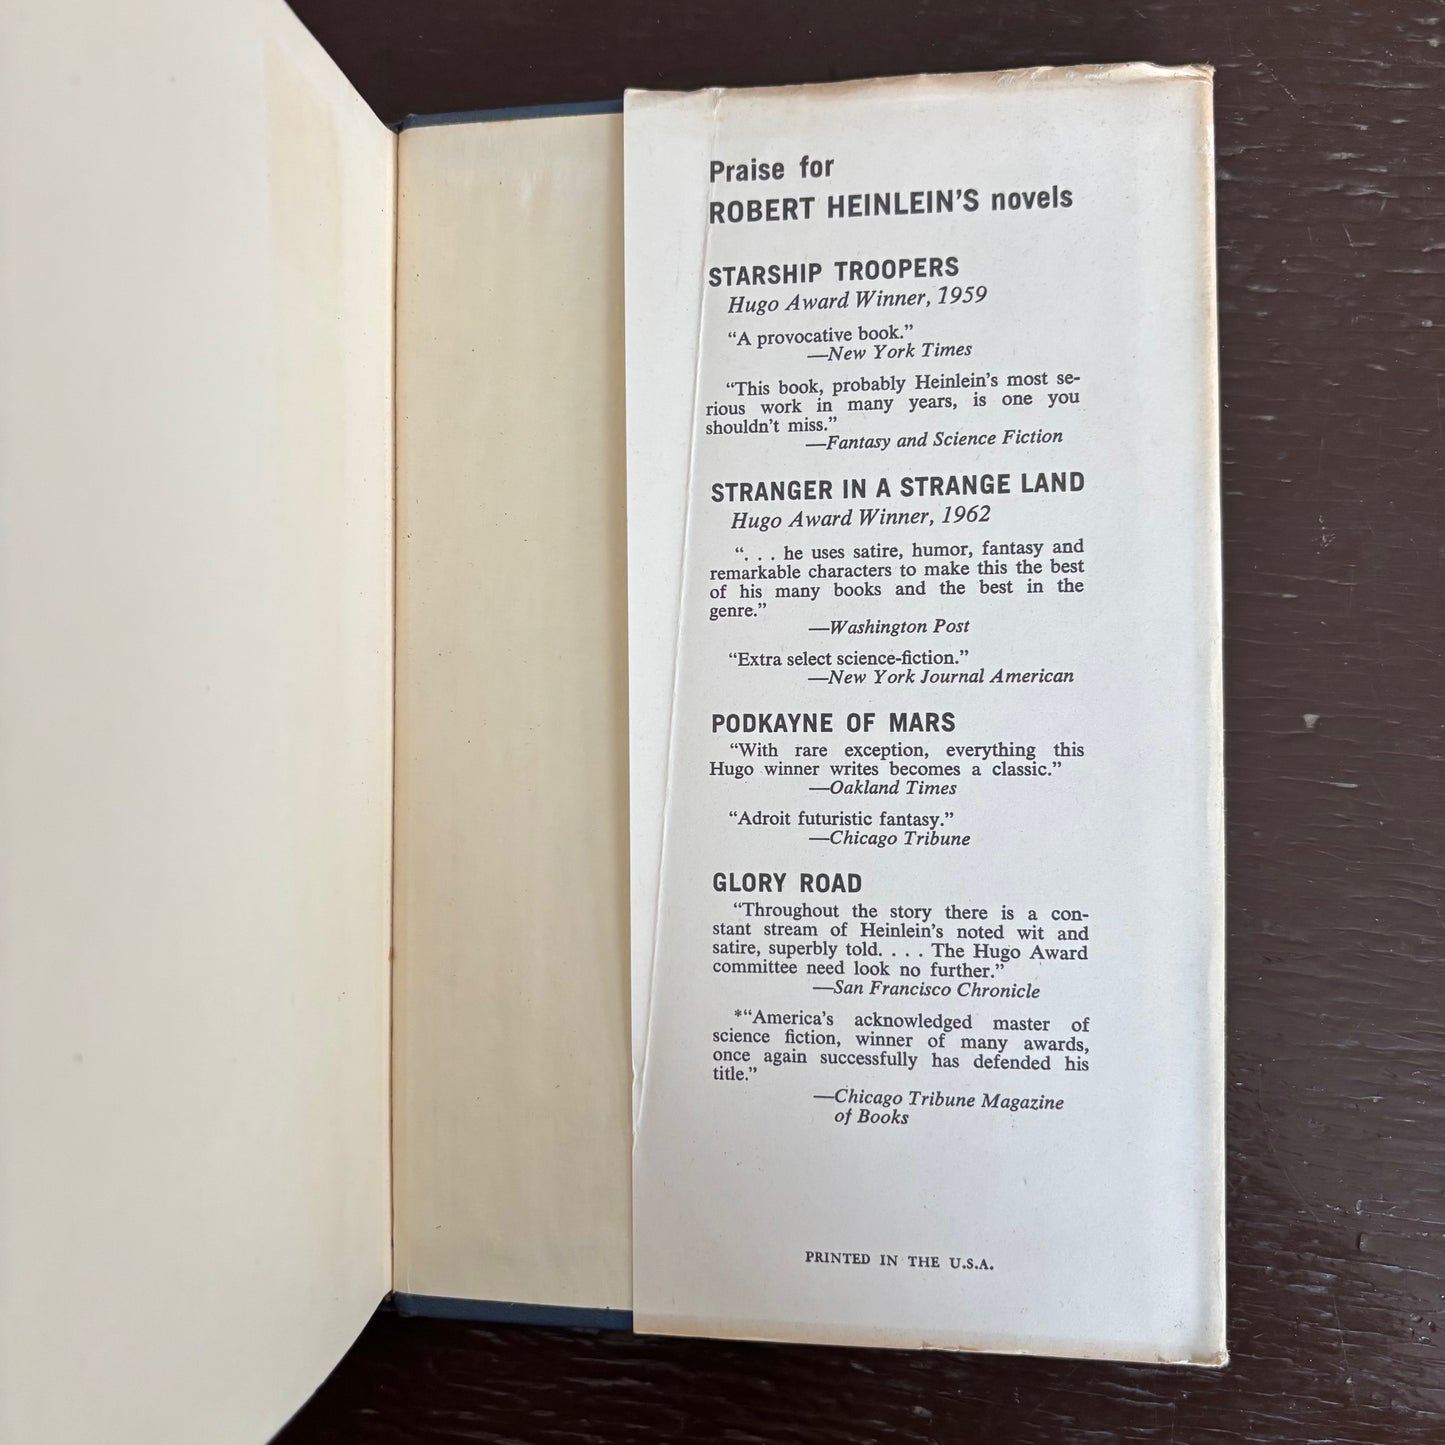 Praise for
ROBERT HEINLEIN'S novels
STARSHIP TROOPERS
Hugo Award Winner, 1959
“A provocative book.”
—New York Times
“This book, probably Heinlein's most se-
rious work in many years, is one you
shouldn't miss.”
—Fantasy and Science Fiction
STRANGER IN A STRANGE LAND
Hugo Award Winner, 1962
“. . . he uses satire, humor, fantasy and
remarkable characters to make this the best
of his many books and the best in the
genre.”
—Washington Post
“Extra select science-fiction.”
—New York Journal American
PODKAYNE OF MARS
“With rare exception, everything this
Hugo winner writes becomes a classic.”
—Oakland Times
“Adroit futuristic fantasy.”
—Chicago Tribune
GLORY ROAD
“Throughout the story there is a con-
stant stream of Heinlein's noted wit and
satire, superbly told. . . . The Hugo Award
committee need look no further.”
—San Francisco Chronicle
*“America's acknowledged master of
science fiction, winner of many awards,
once again successfully has defended his
title.”
—Chicago Tribune Magazine
of Books
PRINTED IN THE U.S.A.